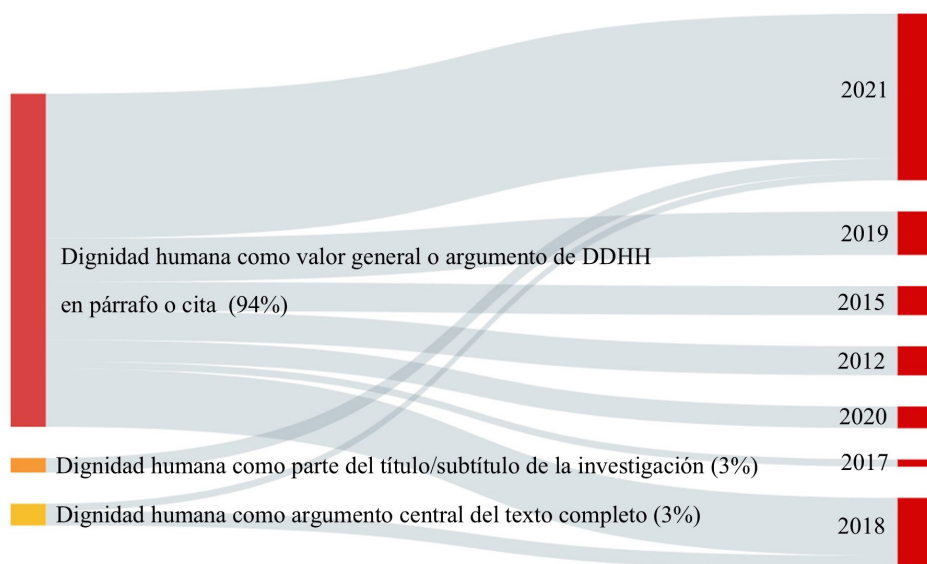 2021
2019
Dignidad humana como valor general o argumento de DDHH
en párrafo o cita (94%)
2015
2012
2020
Dignidad humana como parte del título/subtítulo de la investigación (3%)
2017
Dignidad humana como argumento central del texto completo (3%)
2018